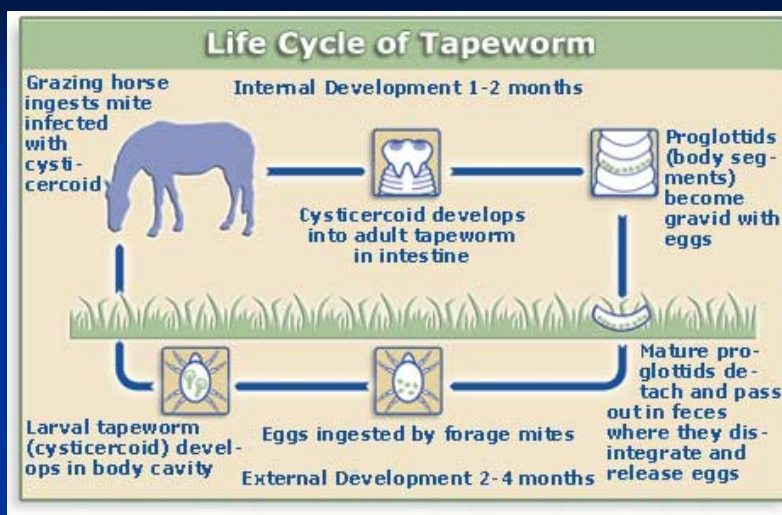 Life Cycle of Tapeworm
Grazing horse
ingests mite
infected
with
cysti-
cercoid
Internal Development 1-2 months
Cysticercoid develops
into adult tapeworm
in intestine
Proglottids
(body seg-
ments)
become
gravid with
eggs
Mature pro-
glottids de-
tach and pass
out in feces
where they dis-
integrate and
release eggs
Eggs ingested by forage mites
Larval tapeworm
(cysticercoid) devel-
ops in body cavity
External Development 2-4 months